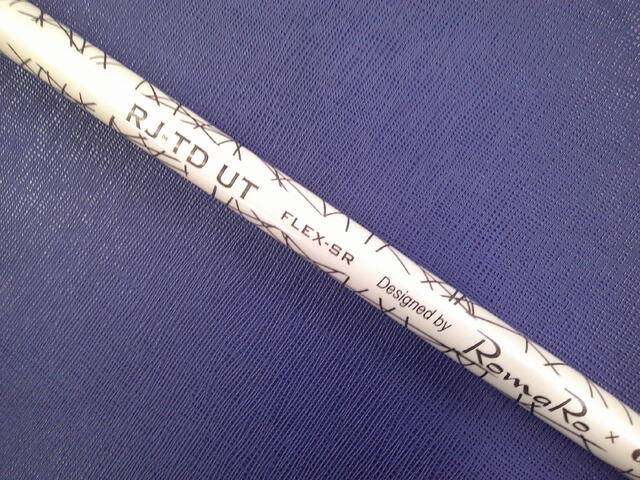 RJ-TD UT FLEX-SR Designed by RomaRo ×